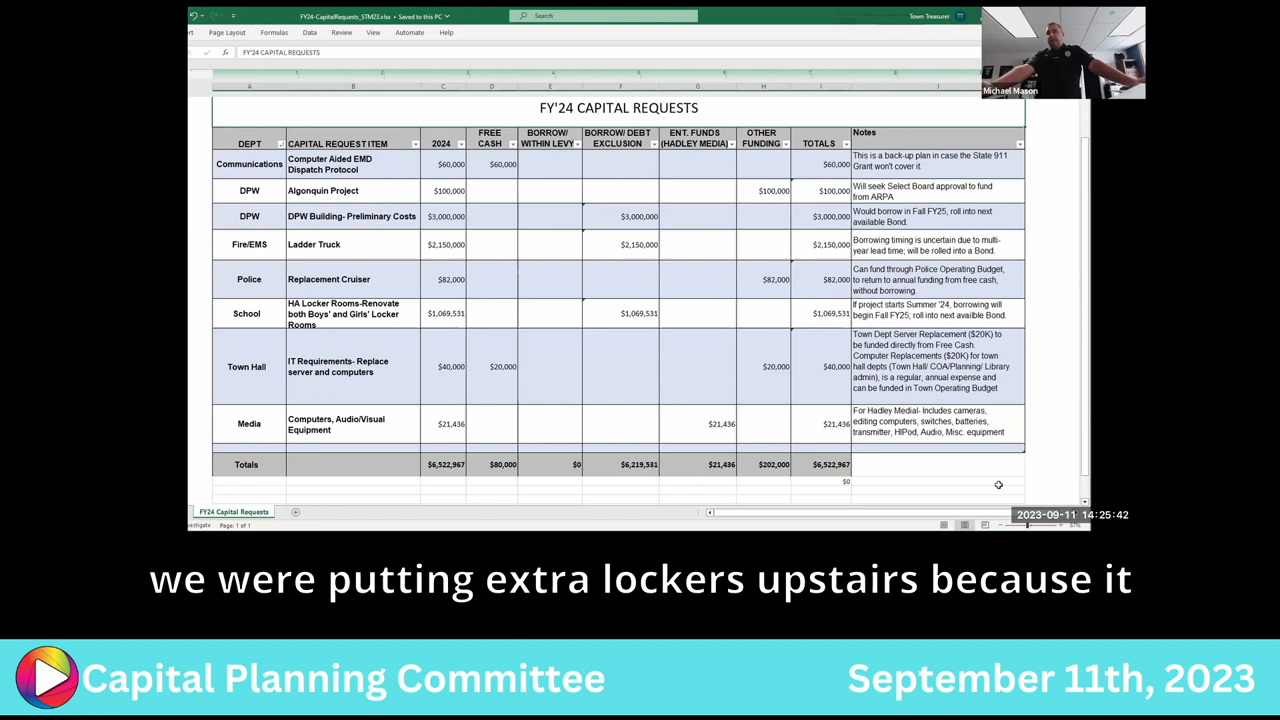 FY24-CapitalRequests_STM23.xlsx • Saved to this PC
Search
Town Treasurer
TT
Page Layout
Formulas
Data
Review
View
Automate
Help
fx
FY'24 CAPITAL REQUESTS
A B C D E F G H I J
FY'24 CAPITAL REQUESTS
DEPT CAPITAL REQUEST ITEM 2024 FREE CASH BORROW/ WITHIN LEVY BORROW/ DEBT EXCLUSION ENT. FUNDS (HADLEY MEDIA) OTHER FUNDING TOTALS Notes
Communications Computer Aided EMD Dispatch Protocol $60,000 $60,000 $60,000 This is a back-up plan in case the State 911 Grant won't cover it.
DPW Algonquin Project $100,000 $100,000 $100,000 Will seek Select Board approval to fund from ARPA
DPW DPW Building- Preliminary Costs $3,000,000 $3,000,000 $3,000,000 Would borrow in Fall FY25, roll into next available Bond.
Fire/EMS Ladder Truck $2,150,000 $2,150,000 $2,150,000 Borrowing timing is uncertain due to multi-year lead time; will be rolled into a Bond.
Police Replacement Cruiser $82,000 $82,000 $82,000 Can fund through Police Operating Budget, to return to annual funding from free cash, without borrowing.
School HA Locker Rooms-Renovate both Boys' and Girls' Locker Rooms $1,069,531 $1,069,531 $1,069,531 If project starts Summer '24, borrowing will begin Fall FY25; roll into next availble Bond.
Town Hall IT Requirements- Replace server and computers $40,000 $20,000 $20,000 $40,000 Town Dept Server Replacement ($20K) to be funded directly from Free Cash. Computer Replacements ($20K) for town hall depts (Town Hall/ COA/Planning/ Library admin), is a regular, annual expense and can be funded in Town Operating Budget
Media Computers, Audio/Visual Equipment $21,436 $21,436 $21,436 For Hadley Medial- Includes cameras, editing computers, switches, batteries, transmitter, HIPod, Audio, Misc. equipment
Totals $6,522,967 $80,000 $0 $6,219,531 $21,436 $202,000 $6,522,967
$0
FY24 Capital Requests
Page: 1 of 1
Michael Mason
2023-09-11 14:25:42
we were putting extra lockers upstairs because it
Capital Planning Committee
September 11th, 2023